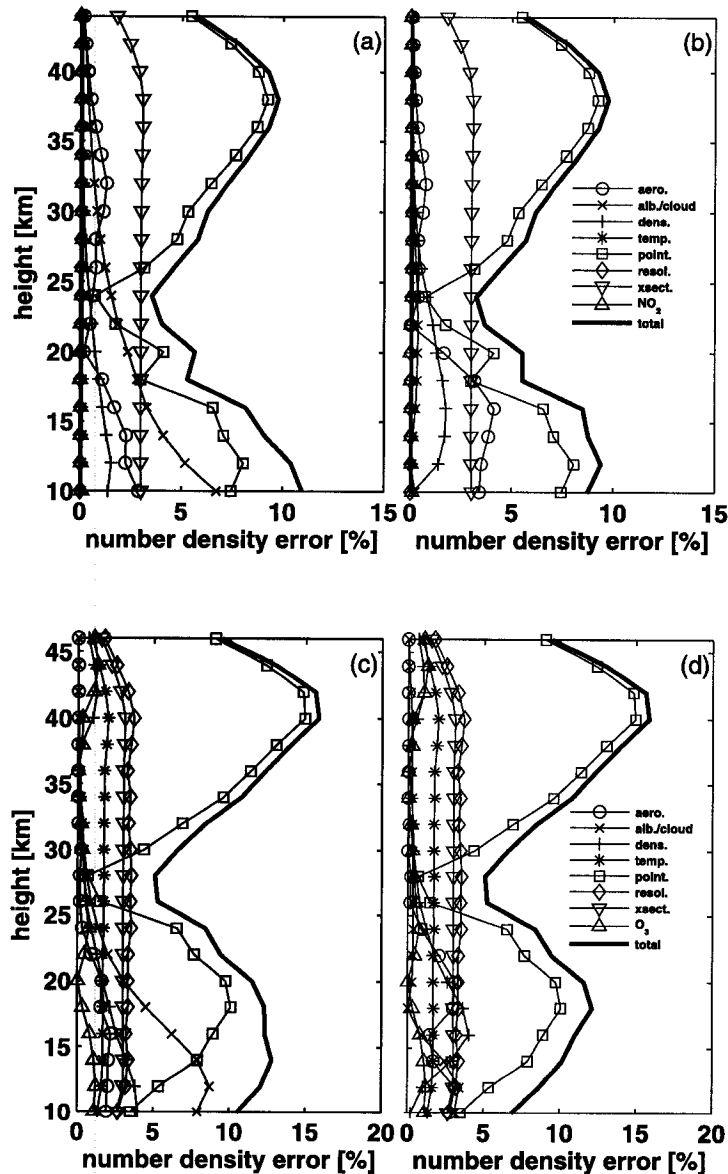 (a)
(b)
40
35
30
25
20
15
10
height [km]
aero.
alb./cloud
dens.
temp.
point.
resol.
xsect.
NO₂
total
0 5 10 15
0 5 10 15
number density error [%]
number density error [%]
(c)
(d)
45
40
35
30
25
20
15
10
height [km]
aero.
alb./cloud
dens.
temp.
point.
resol.
xsect.
O₃
total
0 5 10 15 20
0 5 10 15 20
number density error [%]
number density error [%]